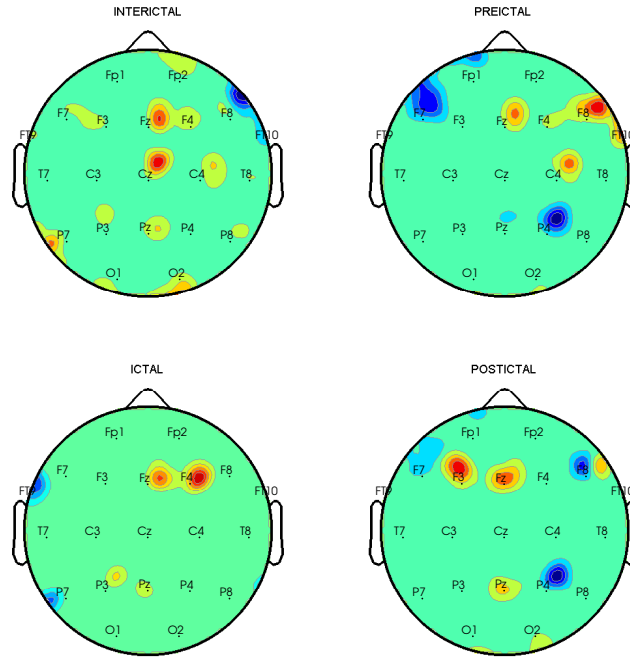 INTERICTAL
PREICTAL
Fp1 Fp2
Fp1 Fp2
F7 F3 Fz F4 F8
F7 F3 Fz F4 F8
FT9 FT10
FT9 FT10
T7 C3 Cz C4 T8
T7 C3 Cz C4 T8
P7 P3 Pz P4 P8
P7 P3 Pz P4 P8
O1 O2
O1 O2
ICTAL
POSTICTAL
Fp1 Fp2
Fp1 Fp2
F7 F3 Fz F4 F8
F7 F3 Fz F4 F8
FT9 FT10
FT9 FT10
T7 C3 Cz C4 T8
T7 C3 Cz C4 T8
P7 P3 Pz P4 P8
P7 P3 Pz P4 P8
O1 O2
O1 O2